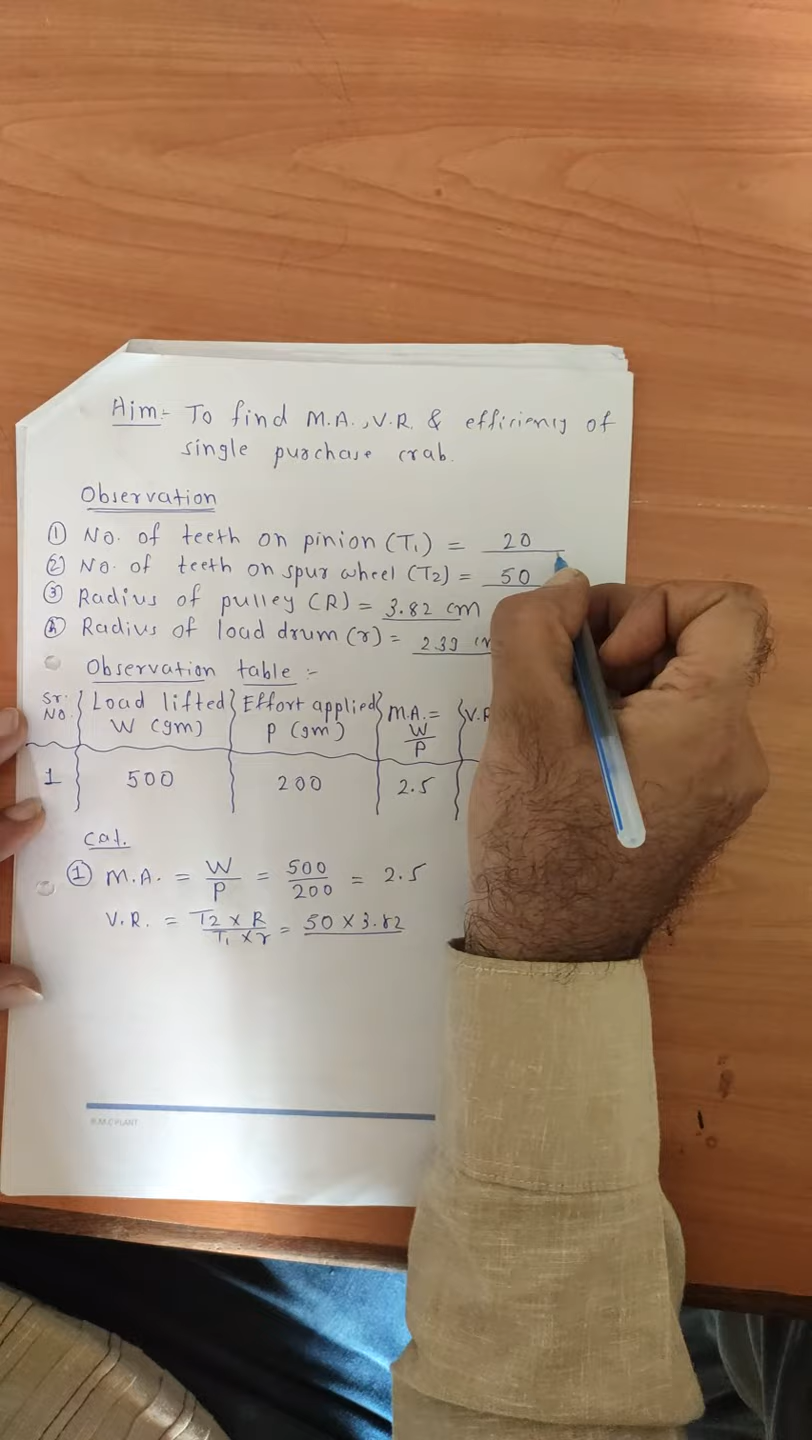 Aim:- To find M.A., V.R. & efficiency of
single purchase crab.
Observation
① No. of teeth on pinion (T1) = 20
② No. of teeth on spur wheel (T2) = 50
③ Radius of pulley (R) = 3.82 cm
④ Radius of load drum (r) = 2.39
Observation table :-
Sr. No. Load lifted W (gm) Effort applied P (gm) M.A. = W/P V.R
1 500 200 2.5
Cal.
① M.A. = W/P = 500/200 = 2.5
V.R. = T2 x R / T1 x r = 50 x 3.82
R.M.C PLANT